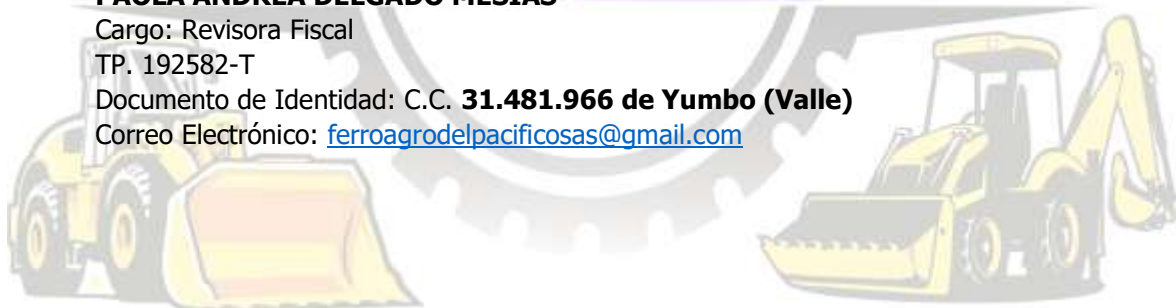 PAULA ANDREA DELGADO MESIAS
Cargo: Revisora Fiscal
TP. 192582-T
Documento de Identidad: C.C. 31.481.966 de Yumbo (Valle)
Correo Electrónico: ferroagrodelpacificosas@gmail.com